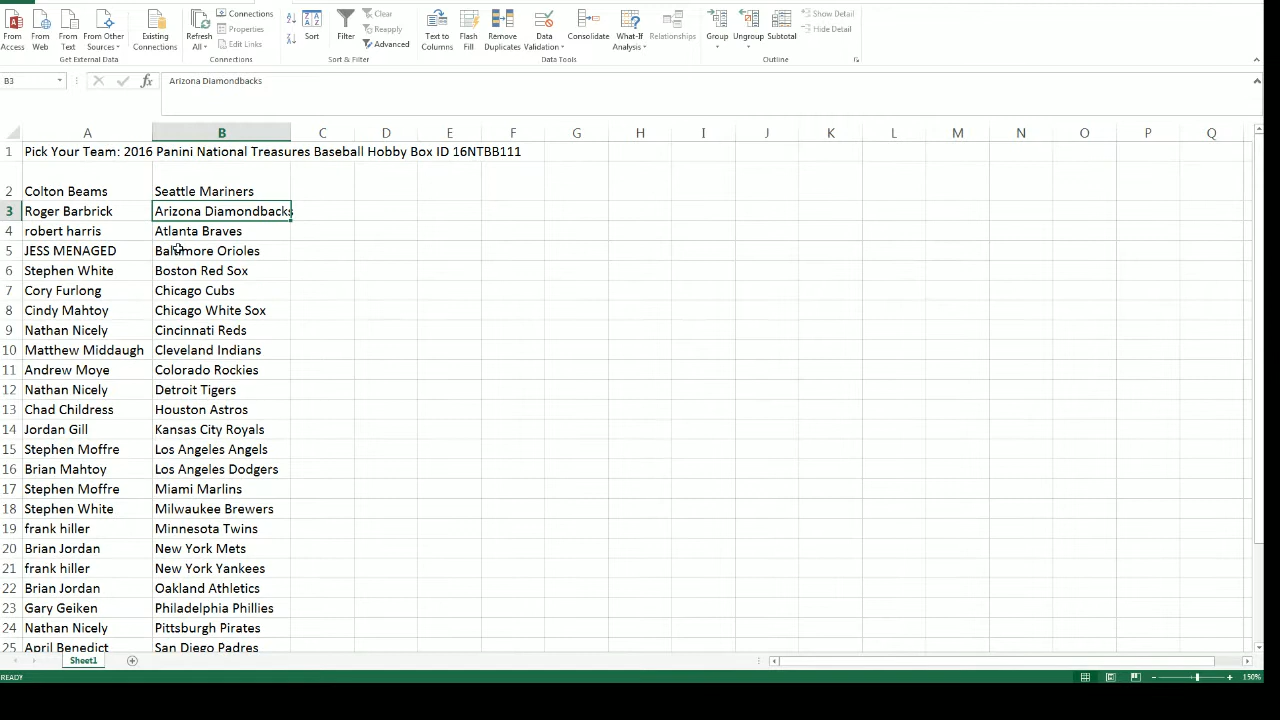 Connections
Properties
Edit Links
Clear
Reapply
Advanced
Show Detail
Hide Detail
From Access
From Web
From Text
From Other Sources
Existing Connections
Refresh All
Sort
Filter
Text to Columns
Flash Fill
Remove Duplicates
Data Validation
Consolidate
What-If Analysis
Relationships
Group
Ungroup
Subtotal
Get External Data
Connections
Sort & Filter
Data Tools
Outline
B3 fx Arizona Diamondbacks
A B C D E F G H I J K L M N O P Q
1 Pick Your Team: 2016 Panini National Treasures Baseball Hobby Box ID 16NTBB111
2 Colton Beams Seattle Mariners
3 Roger Barbrick Arizona Diamondbacks
4 robert harris Atlanta Braves
5 JESS MENAGED Baltimore Orioles
6 Stephen White Boston Red Sox
7 Cory Furlong Chicago Cubs
8 Cindy Mahtoy Chicago White Sox
9 Nathan Nicely Cincinnati Reds
10 Matthew Middaugh Cleveland Indians
11 Andrew Moye Colorado Rockies
12 Nathan Nicely Detroit Tigers
13 Chad Childress Houston Astros
14 Jordan Gill Kansas City Royals
15 Stephen Moffre Los Angeles Angels
16 Brian Mahtoy Los Angeles Dodgers
17 Stephen Moffre Miami Marlins
18 Stephen White Milwaukee Brewers
19 frank hiller Minnesota Twins
20 Brian Jordan New York Mets
21 frank hiller New York Yankees
22 Brian Jordan Oakland Athletics
23 Gary Geiken Philadelphia Phillies
24 Nathan Nicely Pittsburgh Pirates
25 April Benedict San Diego Padres
Sheet1
READY
150%